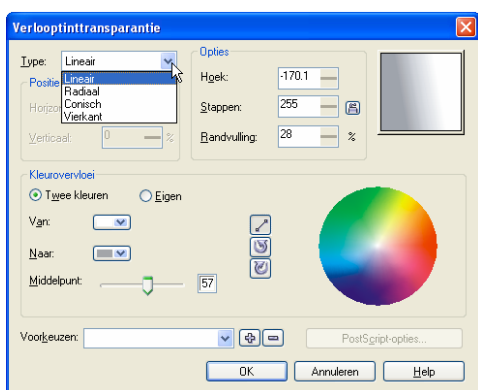 Verlooptinttransparantie
Type: Lineair
Lineair
Radiaal
Conisch
Vierkant
Positie
Verticaal: 0 %
Opties
Hoek: -170.1
Stappen: 255
Randvulling: 28 %
Kleurovervloei
Twee kleuren Eigen
Van:
Naar:
Middelpunt: 57
Voorkeuzen:
PostScript-opties...
OK Annuleren Help